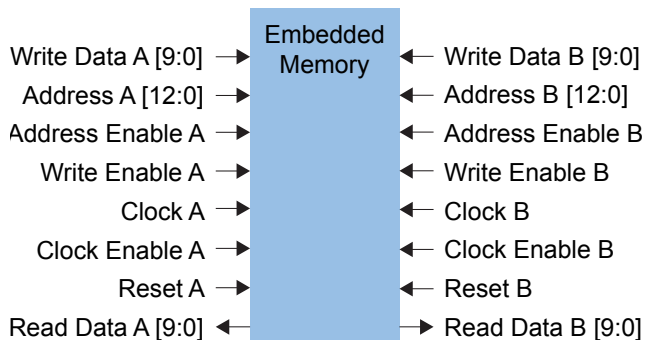 Embedded
Memory
Write Data A [9:0]
Address A [12:0]
Address Enable A
Write Enable A
Clock A
Clock Enable A
Reset A
Read Data A [9:0]
Write Data B [9:0]
Address B [12:0]
Address Enable B
Write Enable B
Clock B
Clock Enable B
Reset B
Read Data B [9:0]